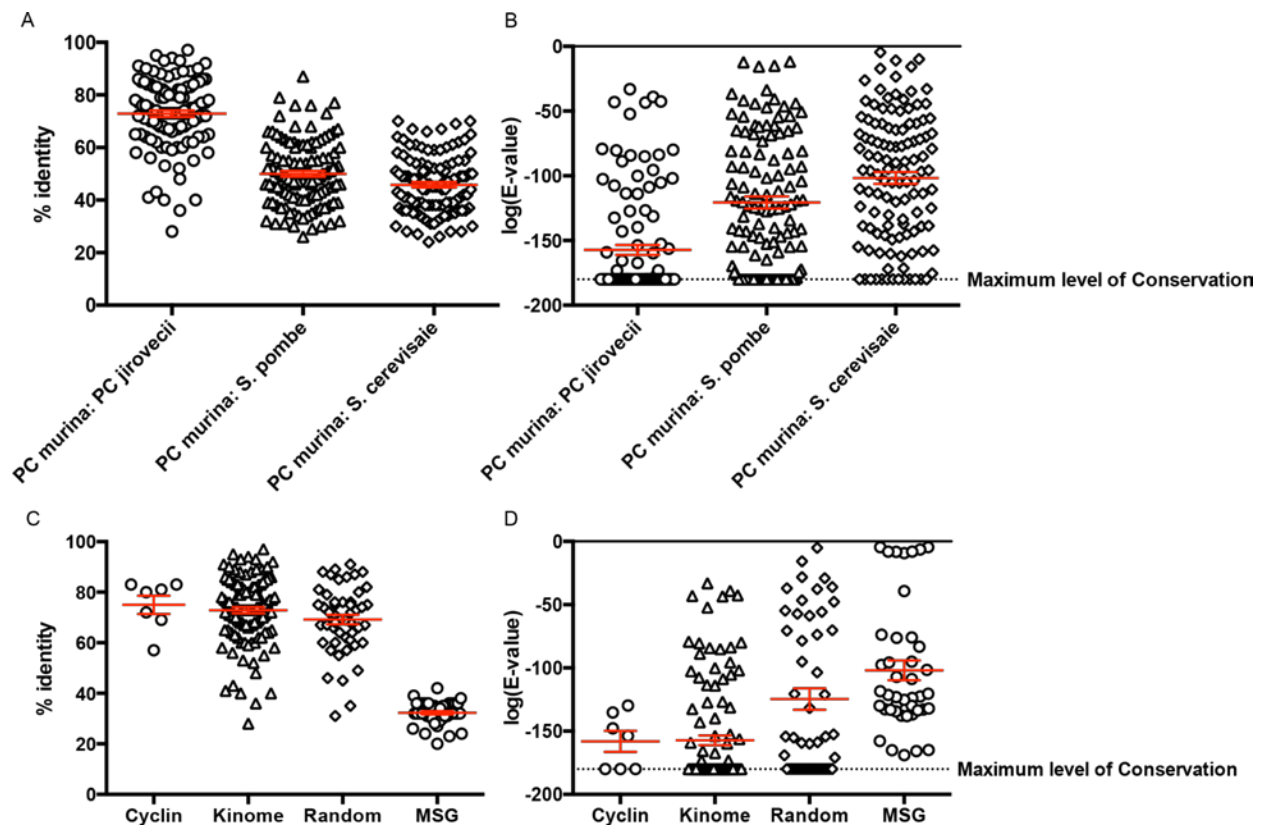 A
% identity
100
80
60
40
20
0
PC murina: PC jirovecii
PC murina: S. pombe
PC murina: S. cerevisaie
B
log(E-value)
0
-50
-100
-150
-200
Maximum level of Conservation
PC murina: PC jirovecii
PC murina: S. pombe
PC murina: S. cerevisaie
C
% identity
100
80
60
40
20
0
Cyclin Kinome Random MSG
D
log(E-value)
0
-50
-100
-150
-200
Maximum level of Conservation
Cyclin Kinome Random MSG